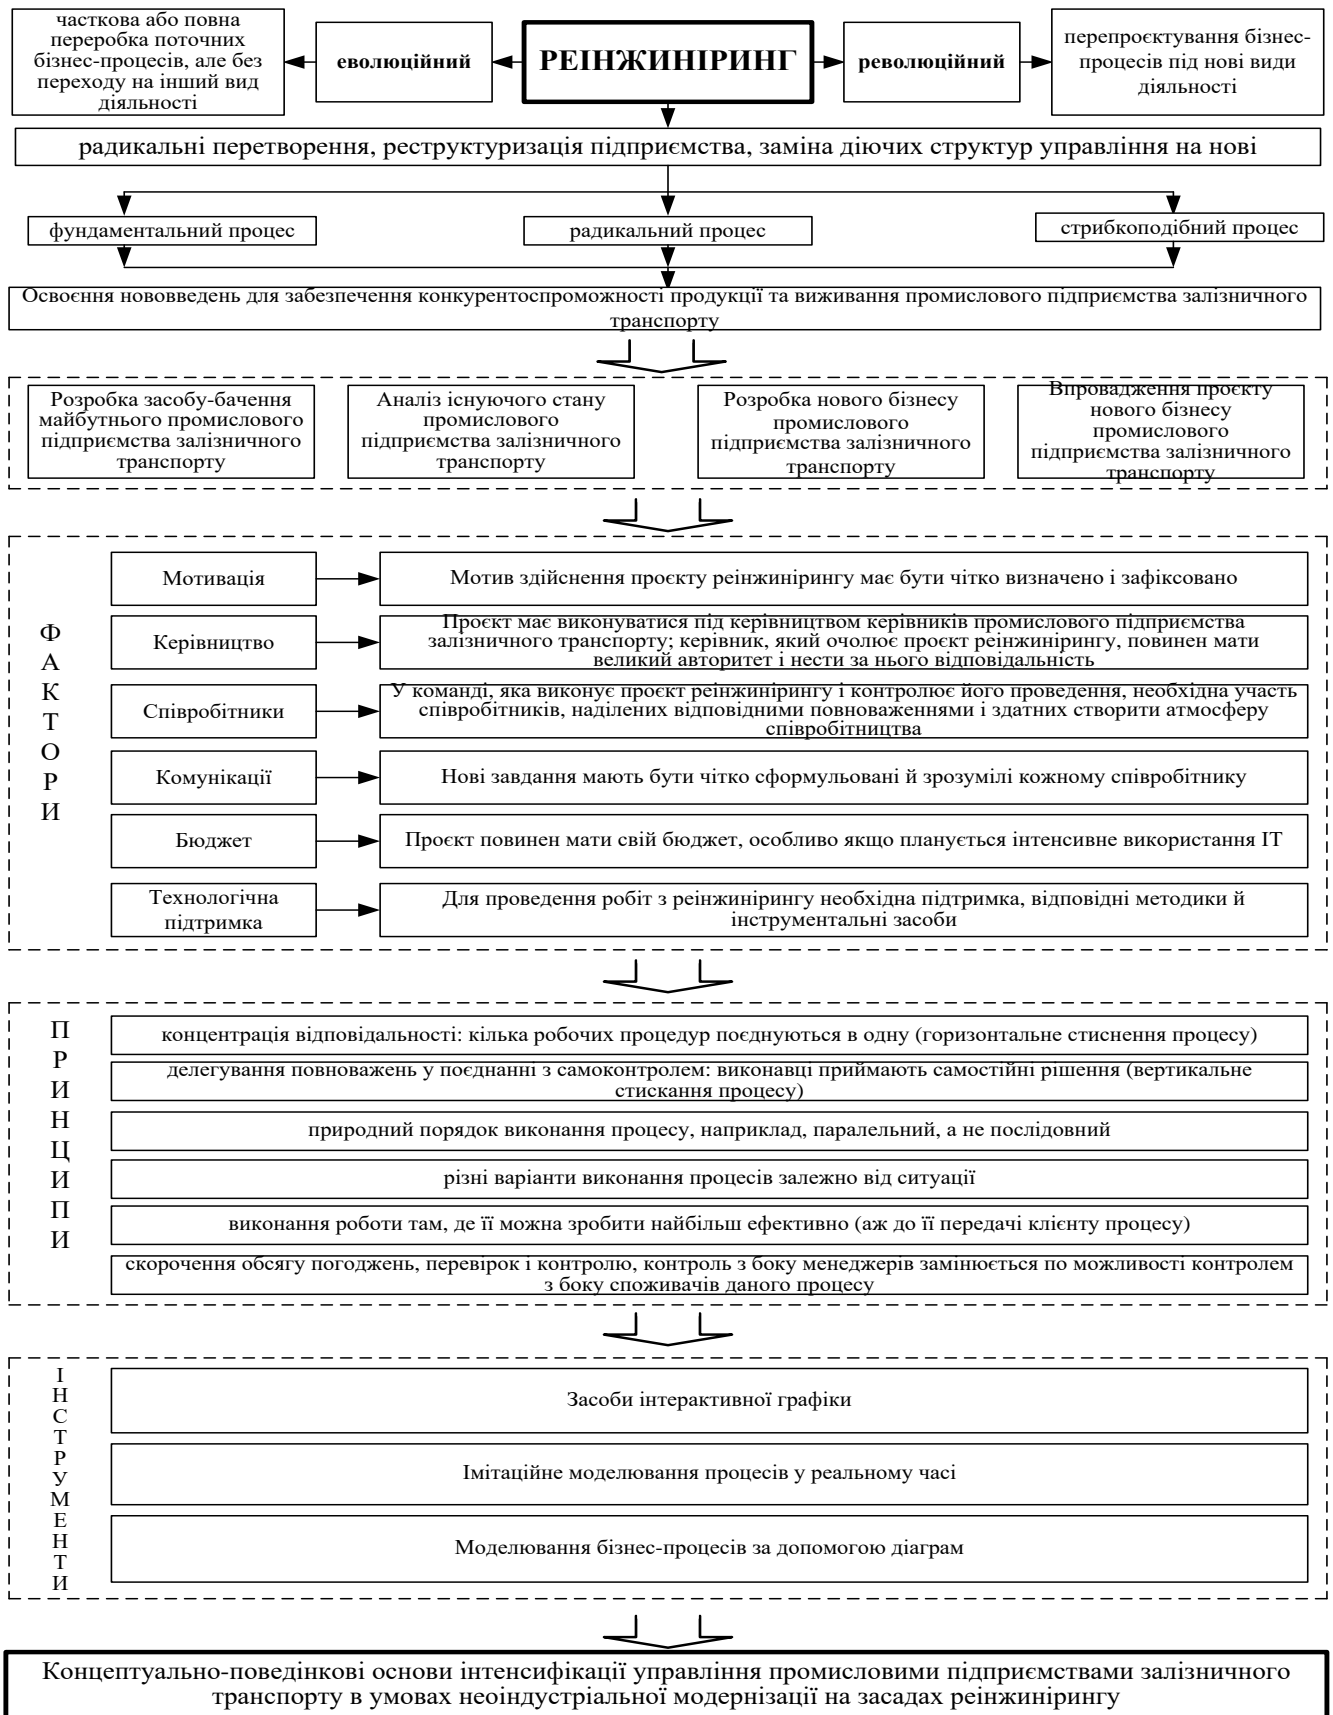 часткова або повна
переробка поточних
бізнес-процесів, але без
переходу на інший вид
діяльності
еволюційний
РЕІНЖИНІРИНГ
революційний
перепроєктування бізнес-
процесів під нові види
діяльності
радикальні перетворення, реструктуризація підприємства, заміна діючих структур управління на нові
фундаментальний процес
радикальний процес
стрибкоподібний процес
Освоєння нововведень для забезпечення конкурентоспроможності продукції та виживання промислового підприємства залізничного
транспорту
Розробка засобу-бачення
майбутнього промислового
підприємства залізничного
транспорту
Аналіз існуючого стану
промислового
підприємства залізничного
транспорту
Розробка нового бізнесу
промислового
підприємства залізничного
транспорту
Впровадження проєкту
нового бізнесу
промислового
підприємства залізничного
транспорту
Ф
А
К
Т
О
Р
И
Мотивація
Мотив здійснення проєкту реінжинірингу має бути чітко визначено і зафіксовано
Керівництво
Проєкт має виконуватися під керівництвом керівників промислового підприємства
залізничного транспорту; керівник, який очолює проєкт реінжинірингу, повинен мати
великий авторитет і нести за нього відповідальність
Співробітники
У команді, яка виконує проєкт реінжинірингу і контролює його проведення, необхідна участь
співробітників, наділених відповідними повноваженнями і здатних створити атмосферу
співробітництва
Комунікації
Нові завдання мають бути чітко сформульовані й зрозумілі кожному співробітнику
Бюджет
Проєкт повинен мати свій бюджет, особливо якщо планується інтенсивне використання ІТ
Технологічна
підтримка
Для проведення робіт з реінжинірингу необхідна підтримка, відповідні методики й
інструментальні засоби
П
Р
И
Н
Ц
И
П
И
концентрація відповідальності: кілька робочих процедур поєднуються в одну (горизонтальне стиснення процесу)
делегування повноважень у поєднанні з самоконтролем: виконавці приймають самостійні рішення (вертикальне
стискання процесу)
природний порядок виконання процесу, наприклад, паралельний, а не послідовний
різні варіанти виконання процесів залежно від ситуації
виконання роботи там, де її можна зробити найбільш ефективно (аж до її передачі клієнту процесу)
скорочення обсягу погоджень, перевірок і контролю, контроль з боку менеджерів замінюється по можливості контролем
з боку споживачів даного процесу
І
Н
С
Т
Р
У
М
Е
Н
Т
И
Засоби інтерактивної графіки
Імітаційне моделювання процесів у реальному часі
Моделювання бізнес-процесів за допомогою діаграм
Концептуально-поведінкові основи інтенсифікації управління промисловими підприємствами залізничного
транспорту в умовах неоіндустріальної модернізації на засадах реінжинірингу